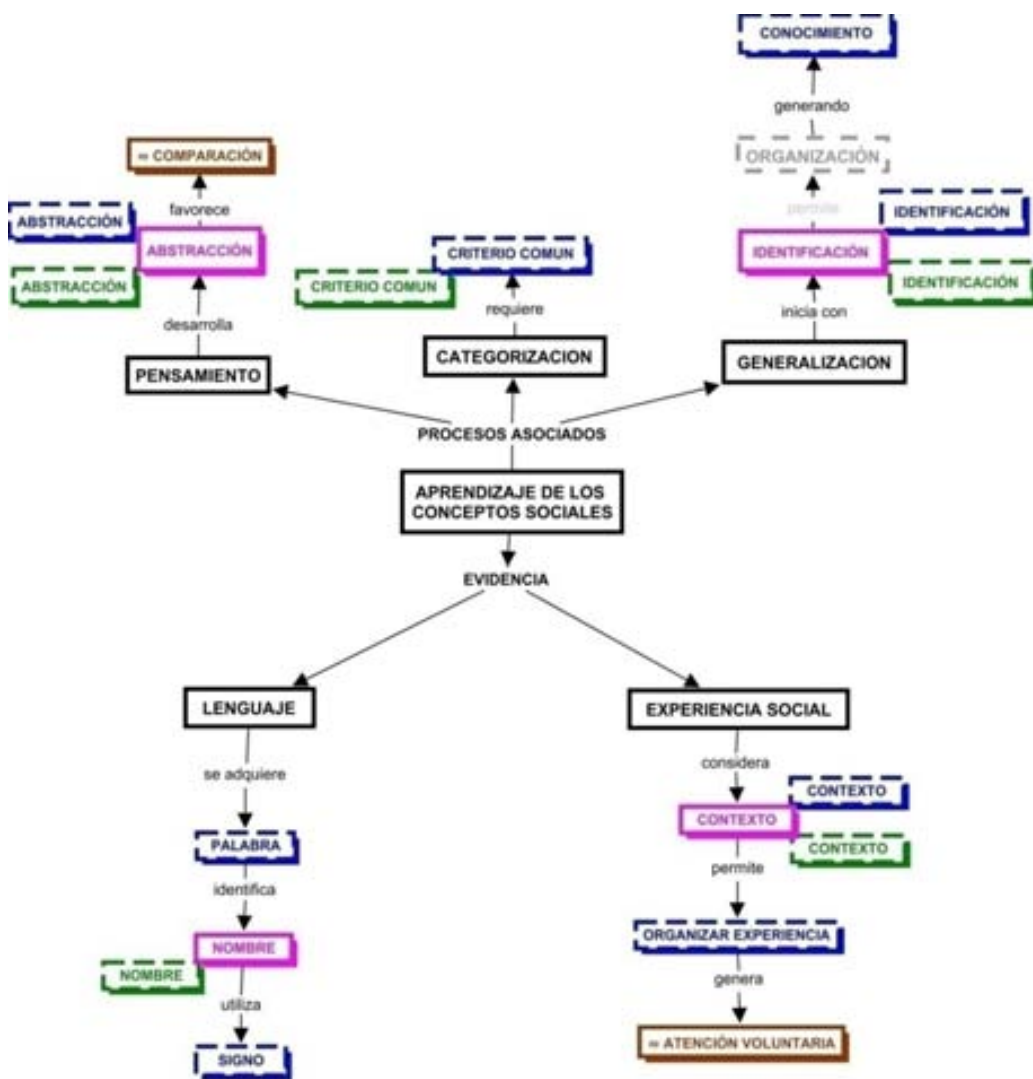 CONOCIMIENTO
generando
ORGANIZACIÓN
permite
= COMPARACIÓN
favorece
ABSTRACCIÓN
ABSTRACCIÓN
ABSTRACCIÓN
desarrolla
PENSAMIENTO
CRITERIO COMUN
CRITERIO COMUN
requiere
CATEGORIZACION
IDENTIFICACIÓN
IDENTIFICACIÓN
IDENTIFICACIÓN
inicia con
GENERALIZACION
PROCESOS ASOCIADOS
APRENDIZAJE DE LOS
CONCEPTOS SOCIALES
EVIDENCIA
LENGUAJE
se adquiere
PALABRA
identifica
NOMBRE
NOMBRE
utiliza
SIGNO
EXPERIENCIA SOCIAL
considera
CONTEXTO
CONTEXTO
CONTEXTO
permite
ORGANIZAR EXPERIENCIA
genera
= ATENCIÓN VOLUNTARIA